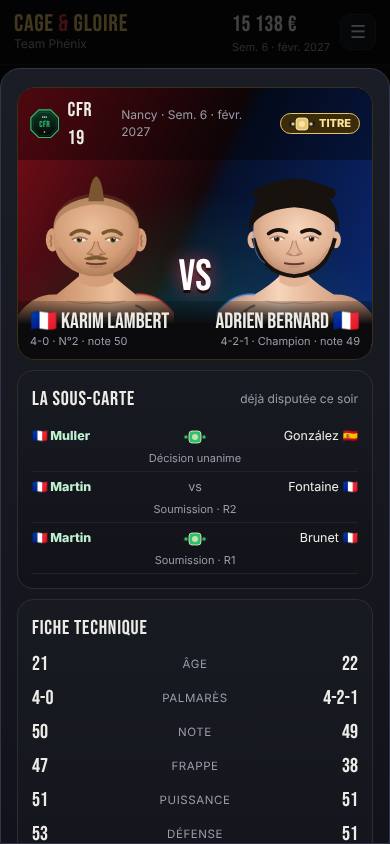 CAGE & GLOIRE
Team Phénix
15 138 €
Sem. 6 · févr. 2027
CFR
CFR
19
Nancy · Sem. 6 · févr.
2027
TITRE
VS
KARIM LAMBERT
ADRIEN BERNARD
4-0 · N°2 · note 50
4-2-1 · Champion · note 49
LA SOUS-CARTE
déjà disputée ce soir
Muller
González
Décision unanime
Martin vs Fontaine
Soumission · R2
Martin
Brunet
Soumission · R1
FICHE TECHNIQUE
21 ÂGE 22
4-0 PALMARÈS 4-2-1
50 NOTE 49
47 FRAPPE 38
51 PUISSANCE 51
53 DÉFENSE 51